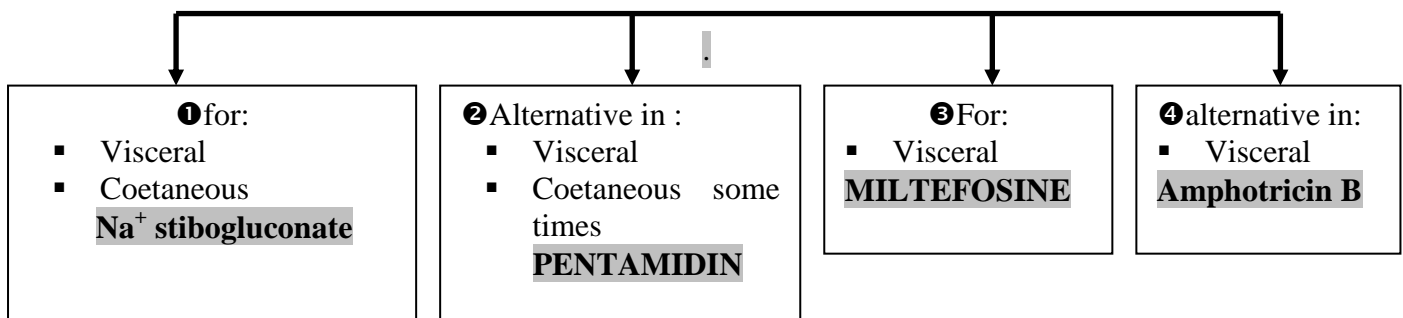 .
❶for:
▪ Visceral
▪ Coetaneous
Na⁺ stibogluconate
❷Alternative in :
▪ Visceral
▪ Coetaneous some
times
PENTAMIDIN
❸For:
▪ Visceral
MILTEFOSINE
❹alternative in:
▪ Visceral
Amphotricin B